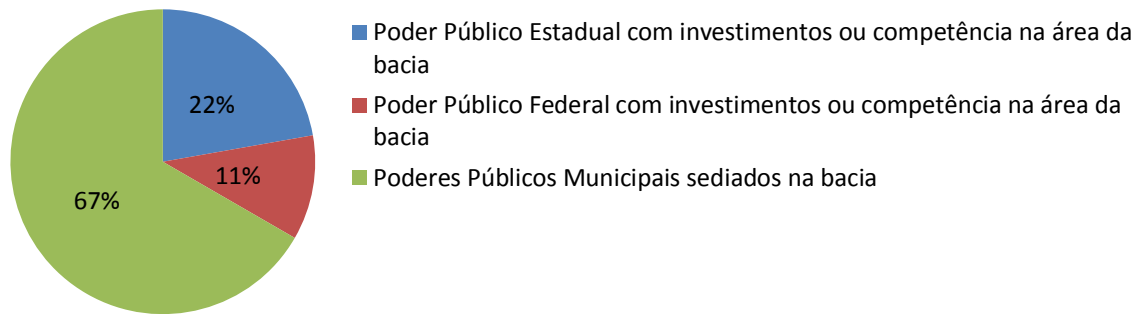 Poder Público Estadual com investimentos ou competência na área da
bacia
22%
Poder Público Federal com investimentos ou competência na área da
bacia
11%
Poderes Públicos Municipais sediados na bacia
67%